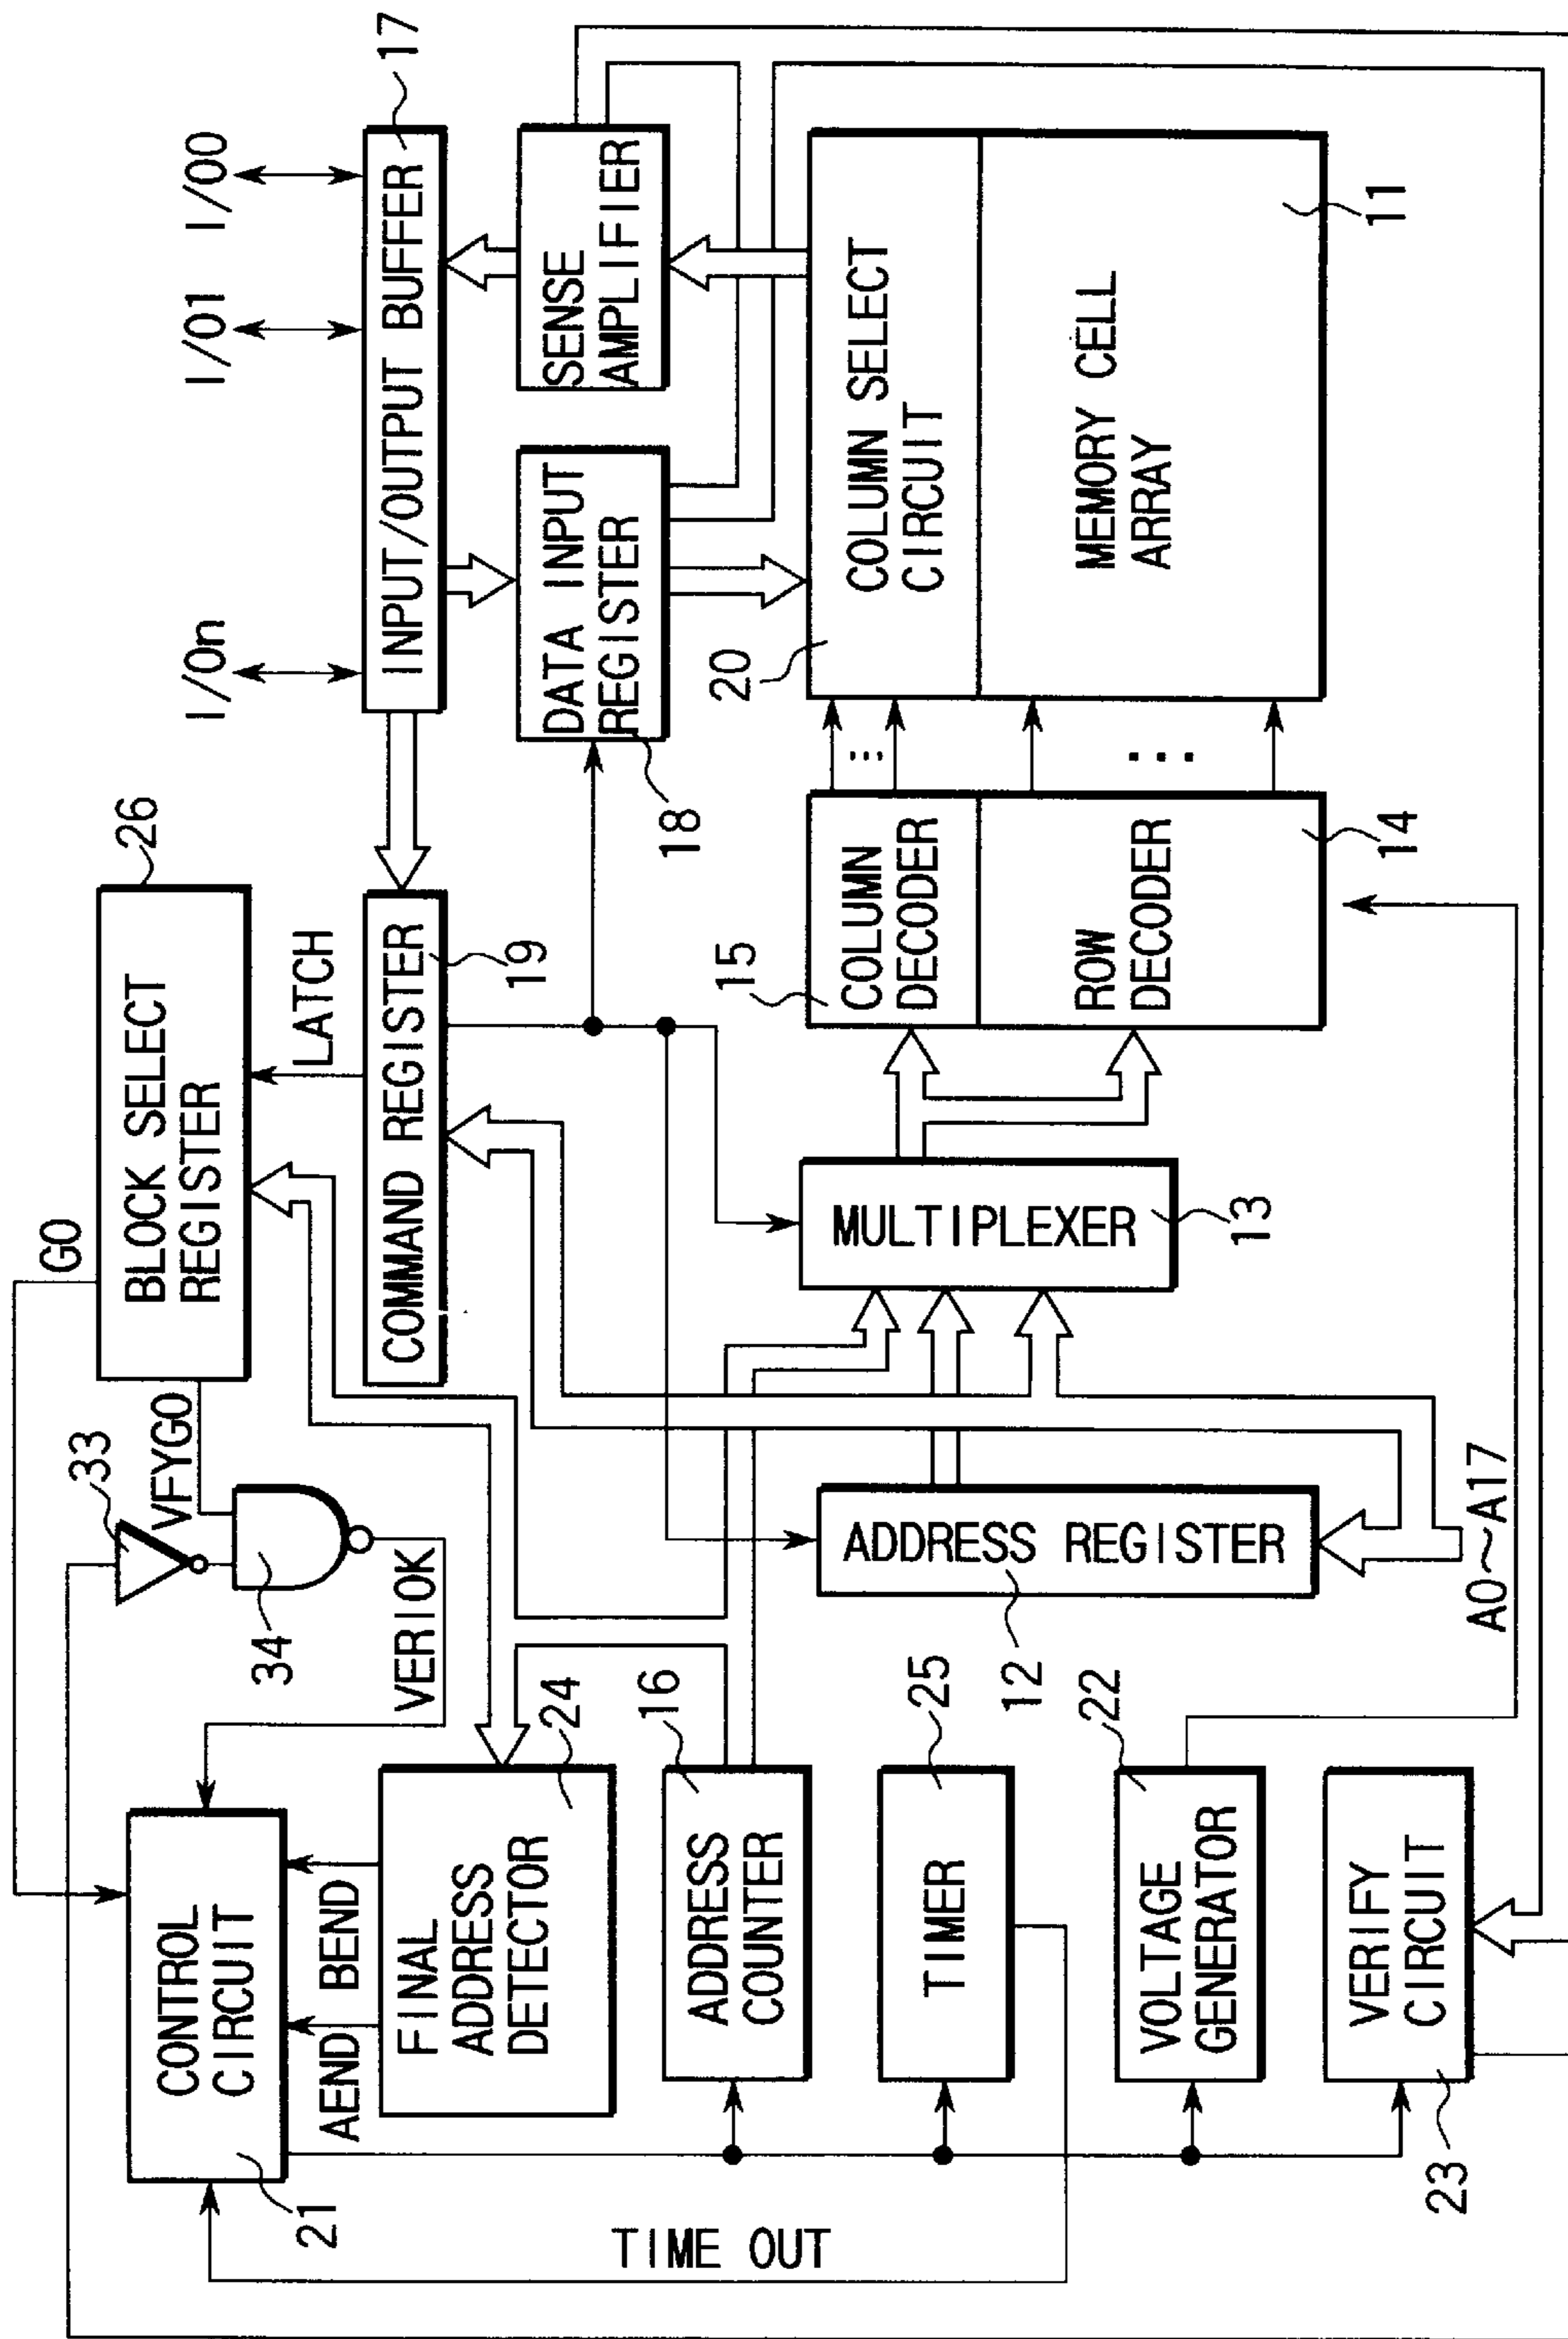 TIME OUT
21
CONTROL
CIRCUIT
AEND
BEND
FINAL
ADDRESS
DETECTOR
24
ADDRESS
COUNTER
16
TIMER
25
VOLTAGE
GENERATOR
22
VERIFY
CIRCUIT
23
VERIOK
34
33
VFYGO
GO
BLOCK SELECT
REGISTER
26
LATCH
COMMAND REGISTER
19
ADDRESS REGISTER
12
A0~A17
MULTIPLEXER
13
15
COLUMN
DECODER
ROW
DECODER
14
I/On
I/O1
I/O0
INPUT/OUTPUT BUFFER
17
DATA INPUT
REGISTER
18
SENSE
AMPLIFIER
20
COLUMN SELECT
CIRCUIT
MEMORY CELL
ARRAY
11